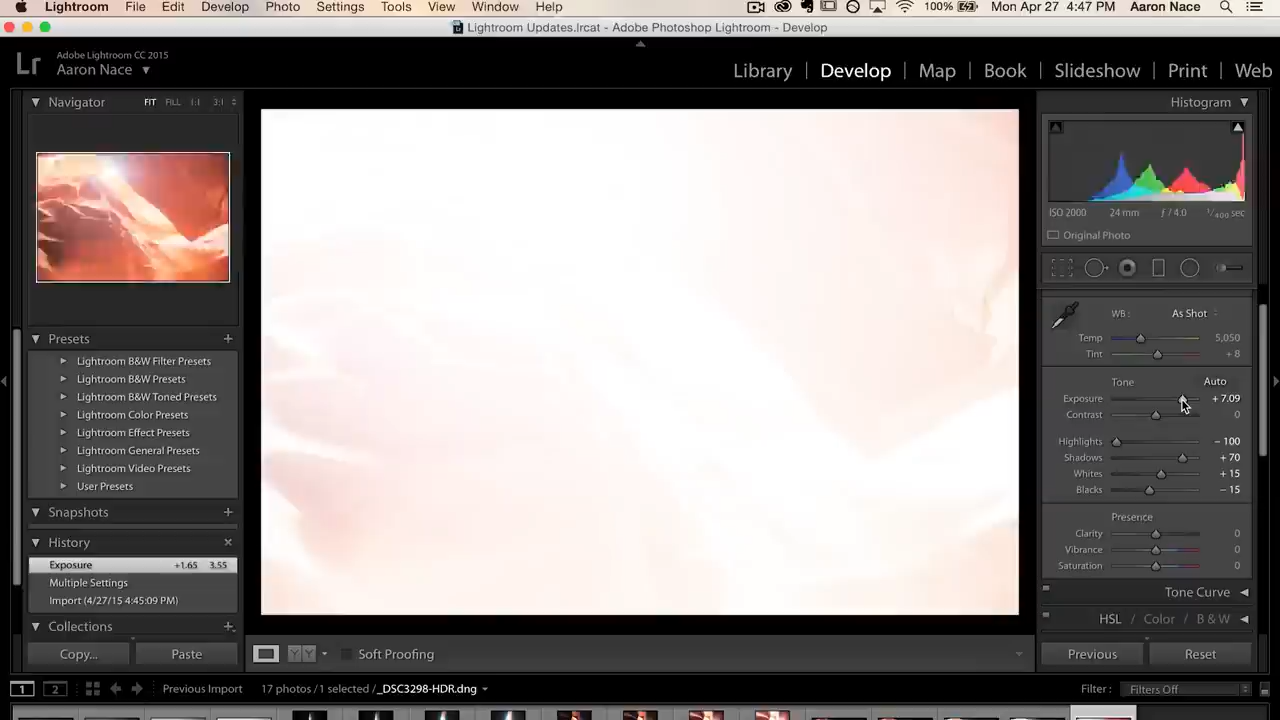 Lightroom File Edit Develop Photo Settings Tools View Window Help 100% Mon Apr 27 4:47 PM Aaron Nace
Lightroom Updates.lrcat - Adobe Photoshop Lightroom - Develop
Lr Adobe Lightroom CC 2015
Aaron Nace
Library | Develop | Map | Book | Slideshow | Print | Web
Navigator FIT FILL 1:1 3:1
Histogram
ISO 2000 24 mm ƒ / 4.0 1/400 sec
Original Photo
WB: As Shot
Temp 5,050
Tint + 8
Tone Auto
Exposure + 7.09
Contrast 0
Highlights − 100
Shadows + 70
Whites + 15
Blacks − 15
Presence
Clarity 0
Vibrance 0
Saturation 0
Tone Curve
HSL / Color / B & W
Previous Reset
Presets +
Lightroom B&W Filter Presets
Lightroom B&W Presets
Lightroom B&W Toned Presets
Lightroom Color Presets
Lightroom Effect Presets
Lightroom General Presets
Lightroom Video Presets
User Presets
Snapshots +
History ×
Exposure +1.65 3.55
Multiple Settings
Import (4/27/15 4:45:09 PM)
Collections +
Copy... Paste
YY Soft Proofing
1 2 Previous Import 17 photos / 1 selected / _DSC3298-HDR.dng Filter : Filters Off